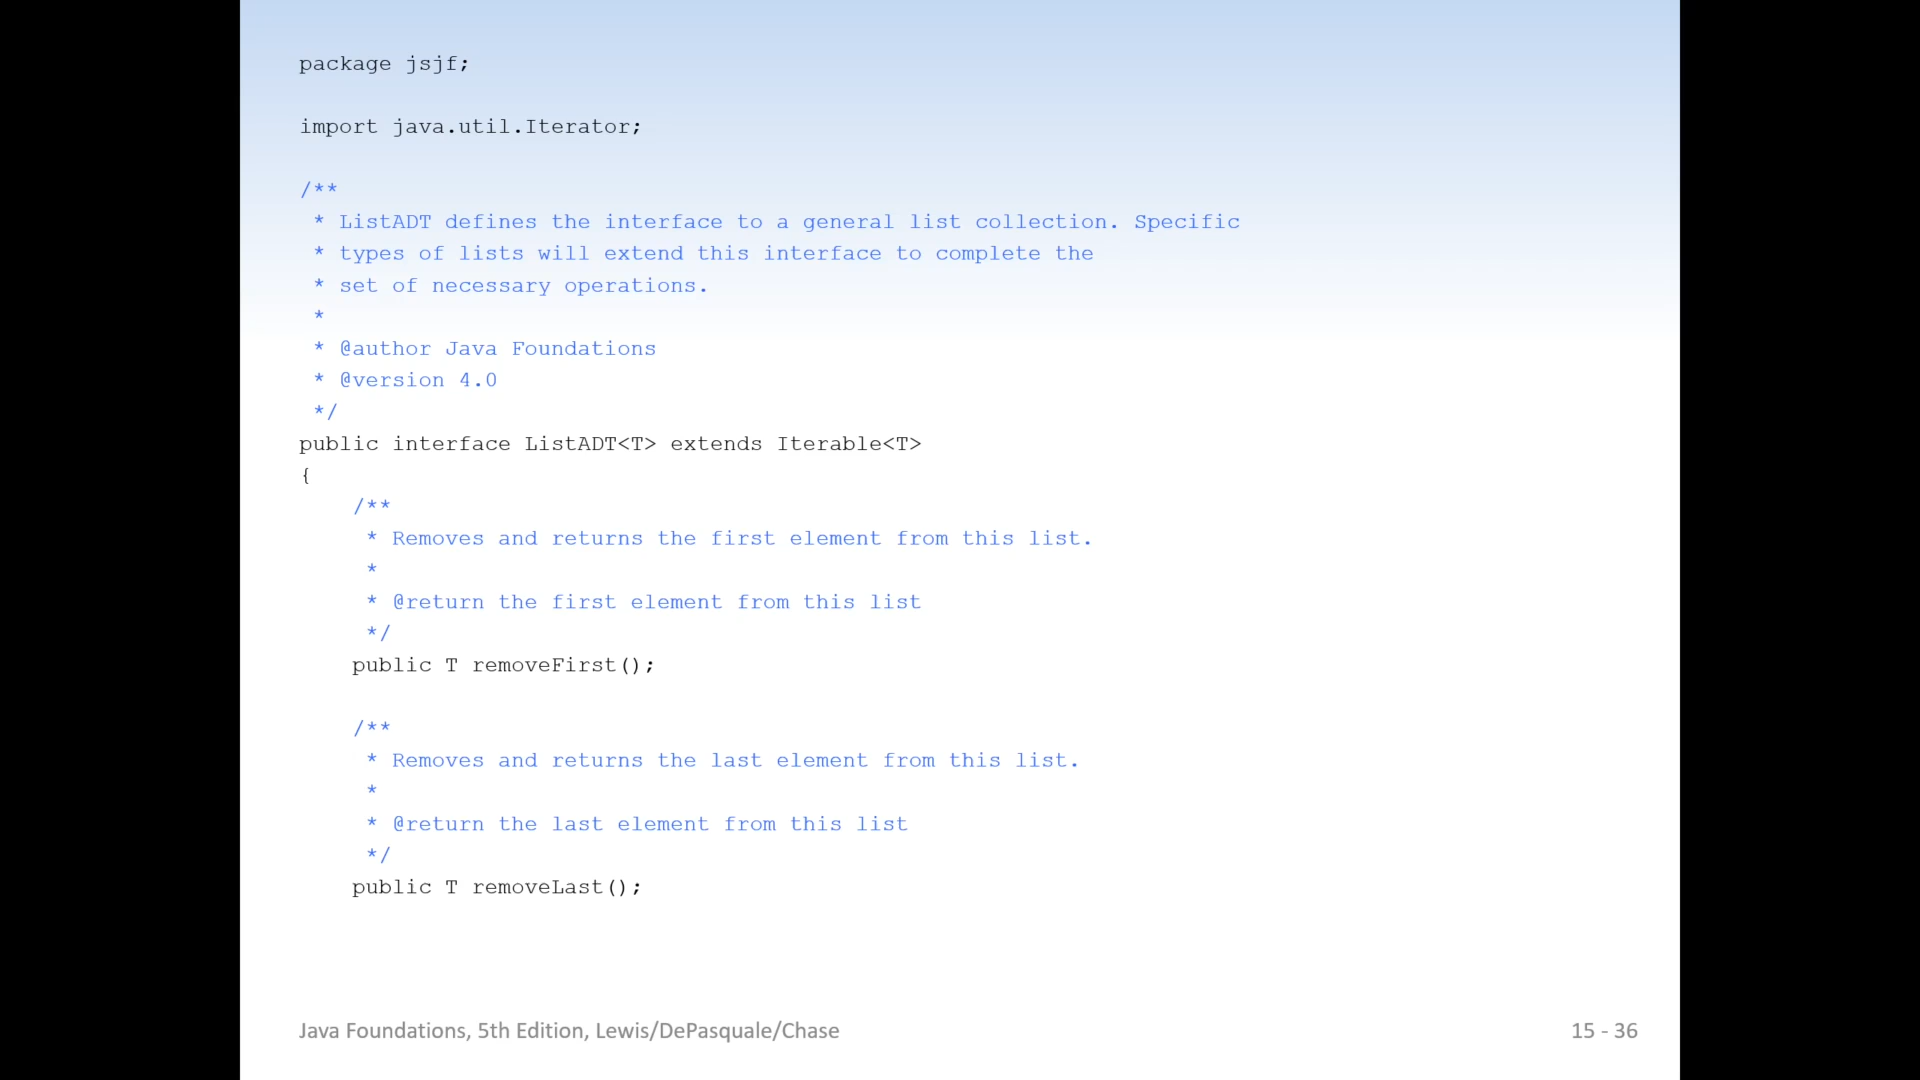 package jsjf;
import java.util.Iterator;
/**
* ListADT defines the interface to a general list collection. Specific
* types of lists will extend this interface to complete the
* set of necessary operations.
*
* @author Java Foundations
* @version 4.0
*/
public interface ListADT<T> extends Iterable<T>
{
/**
* Removes and returns the first element from this list.
*
* @return the first element from this list
*/
public T removeFirst();
/**
* Removes and returns the last element from this list.
*
* @return the last element from this list
*/
public T removeLast();
Java Foundations, 5th Edition, Lewis/DePasquale/Chase
15 - 36